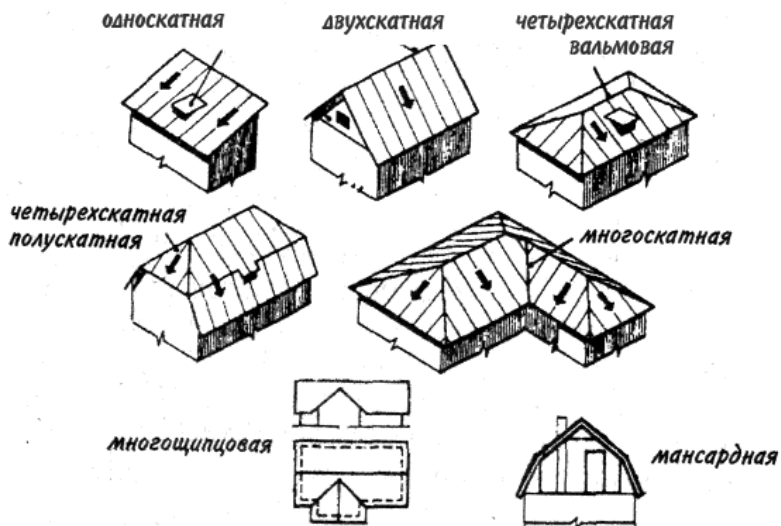 односкатная
двухскатная
четырехскатная
вальмовая
четырехскатная
полускатная
многоскатная
многощипцовая
мансардная